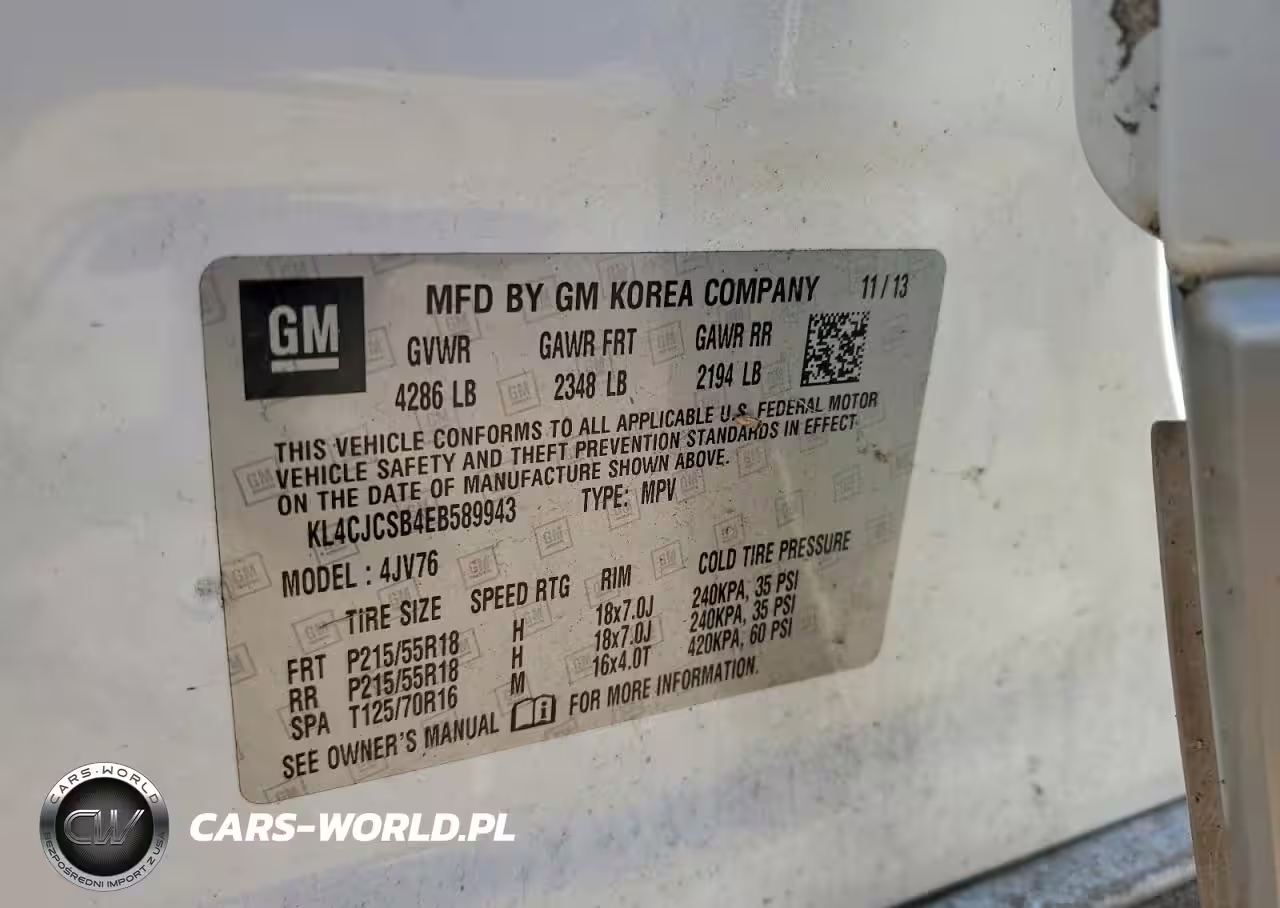 GM
MFD BY GM KOREA COMPANY 11/13
GVWR GAWR FRT GAWR RR
4286 LB 2348 LB 2194 LB
THIS VEHICLE CONFORMS TO ALL APPLICABLE U.S. FEDERAL MOTOR
VEHICLE SAFETY AND THEFT PREVENTION STANDARDS IN EFFECT
ON THE DATE OF MANUFACTURE SHOWN ABOVE.
KL4CJCSB4EB589943 TYPE: MPV
MODEL : 4JV76
TIRE SIZE SPEED RTG RIM COLD TIRE PRESSURE
FRT P215/55R18 H 18x7.0J 240KPA, 35 PSI
RR P215/55R18 H 18x7.0J 240KPA, 35 PSI
SPA T125/70R16 M 16x4.0T 420KPA, 60 PSI
SEE OWNER'S MANUAL FOR MORE INFORMATION.
CARS-WORLD
CW
BEZPOŚREDNI IMPORT Z USA
CARS-WORLD.PL